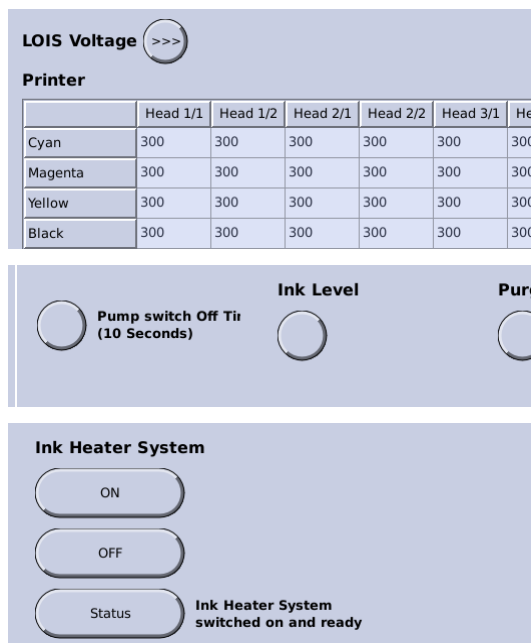 LOIS Voltage >>>
Printer
Head 1/1 Head 1/2 Head 2/1 Head 2/2 Head 3/1
Cyan 300 300 300 300 300
Magenta 300 300 300 300 300
Yellow 300 300 300 300 300
Black 300 300 300 300 300
Ink Level
Pump switch Off
(10 Seconds)
Ink Heater System
ON
OFF
Status
Ink Heater System
switched on and ready